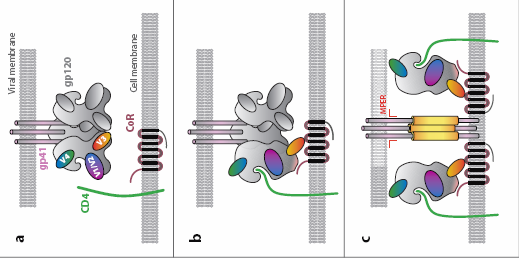 a
Viral membrane
gp120
Cell membrane
gp41
V4
V1/V2
V3
CoR
CD4
b
c
MPER